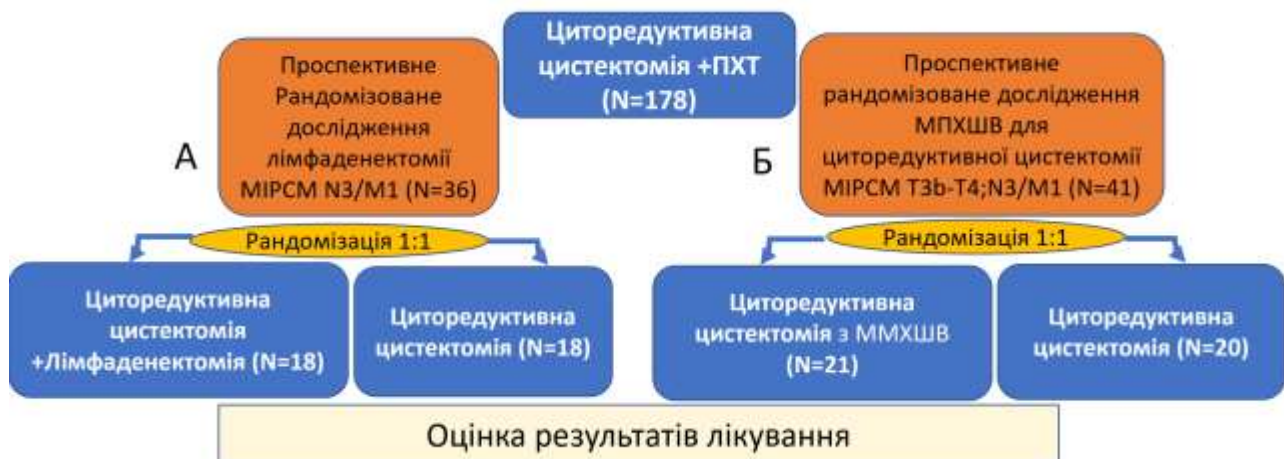 Циторедуктивна
цистектомія +ПХТ
(N=178)
А
Проспективне
Рандомізоване
дослідження
лімфаденектомії
МІРСМ N3/M1 (N=36)
Рандомізація 1:1
Циторедуктивна
цистектомія
+Лімфаденектомія (N=18)
Циторедуктивна
цистектомія (N=18)
Б
Проспективне
рандомізоване дослідження
МПХШВ для
циторедуктивної цистектомії
МІРСМ T3b-T4;N3/M1 (N=41)
Рандомізація 1:1
Циторедуктивна
цистектомія з ММХШВ
(N=21)
Циторедуктивна
цистектомія (N=20)
Оцінка результатів лікування